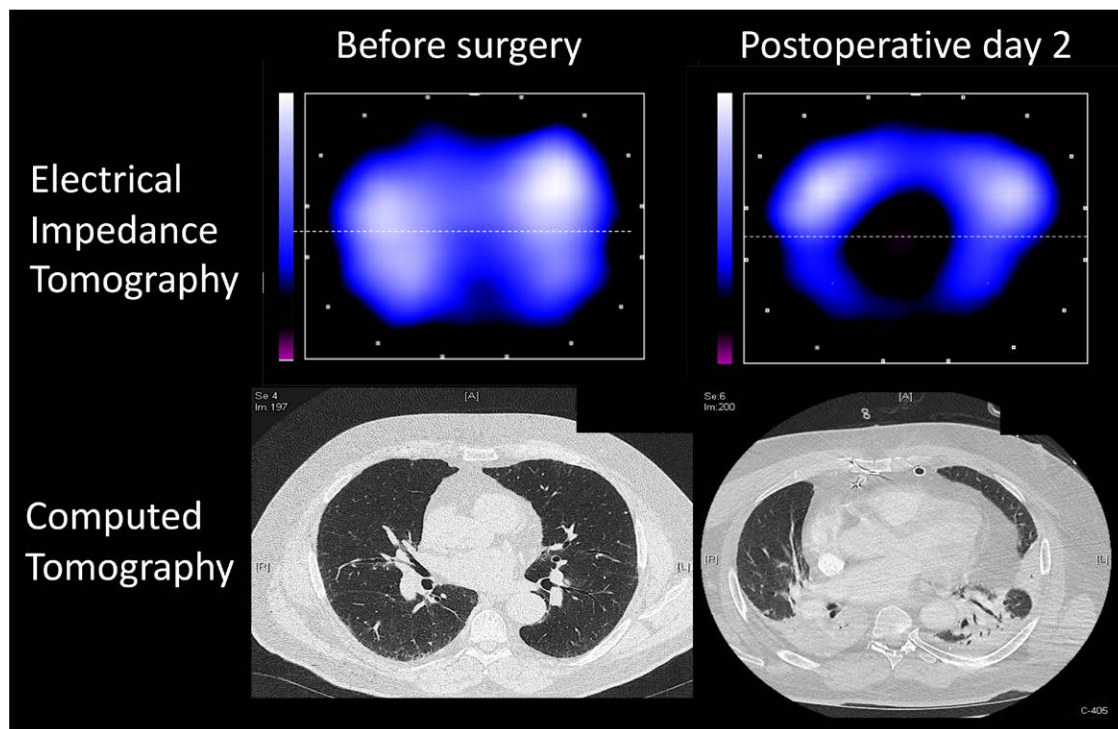 Before surgery
Postoperative day 2
Electrical
Impedance
Tomography
Se:4
Im:197
[A]
[R]
[L]
Se:6
Im:200
[A]
8
[R]
[L]
C-405
Computed
Tomography